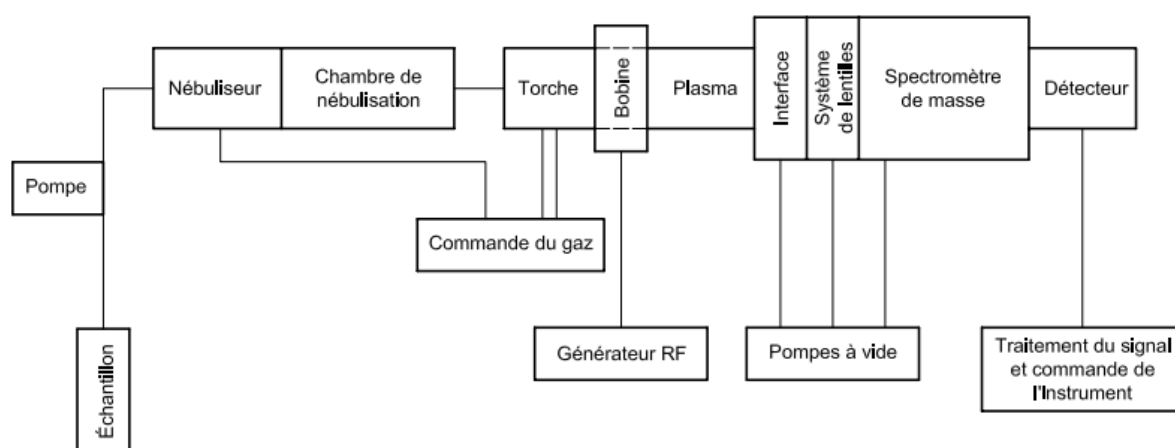 Nébuliseur
Chambre de
nébulisation
Torche
Bobine
Plasma
Interface
Système
de lentilles
Spectromètre
de masse
Détecteur
Pompe
Commande du gaz
Échantillon
Générateur RF
Pompes à vide
Traitement du signal
et commande de
l'Instrument